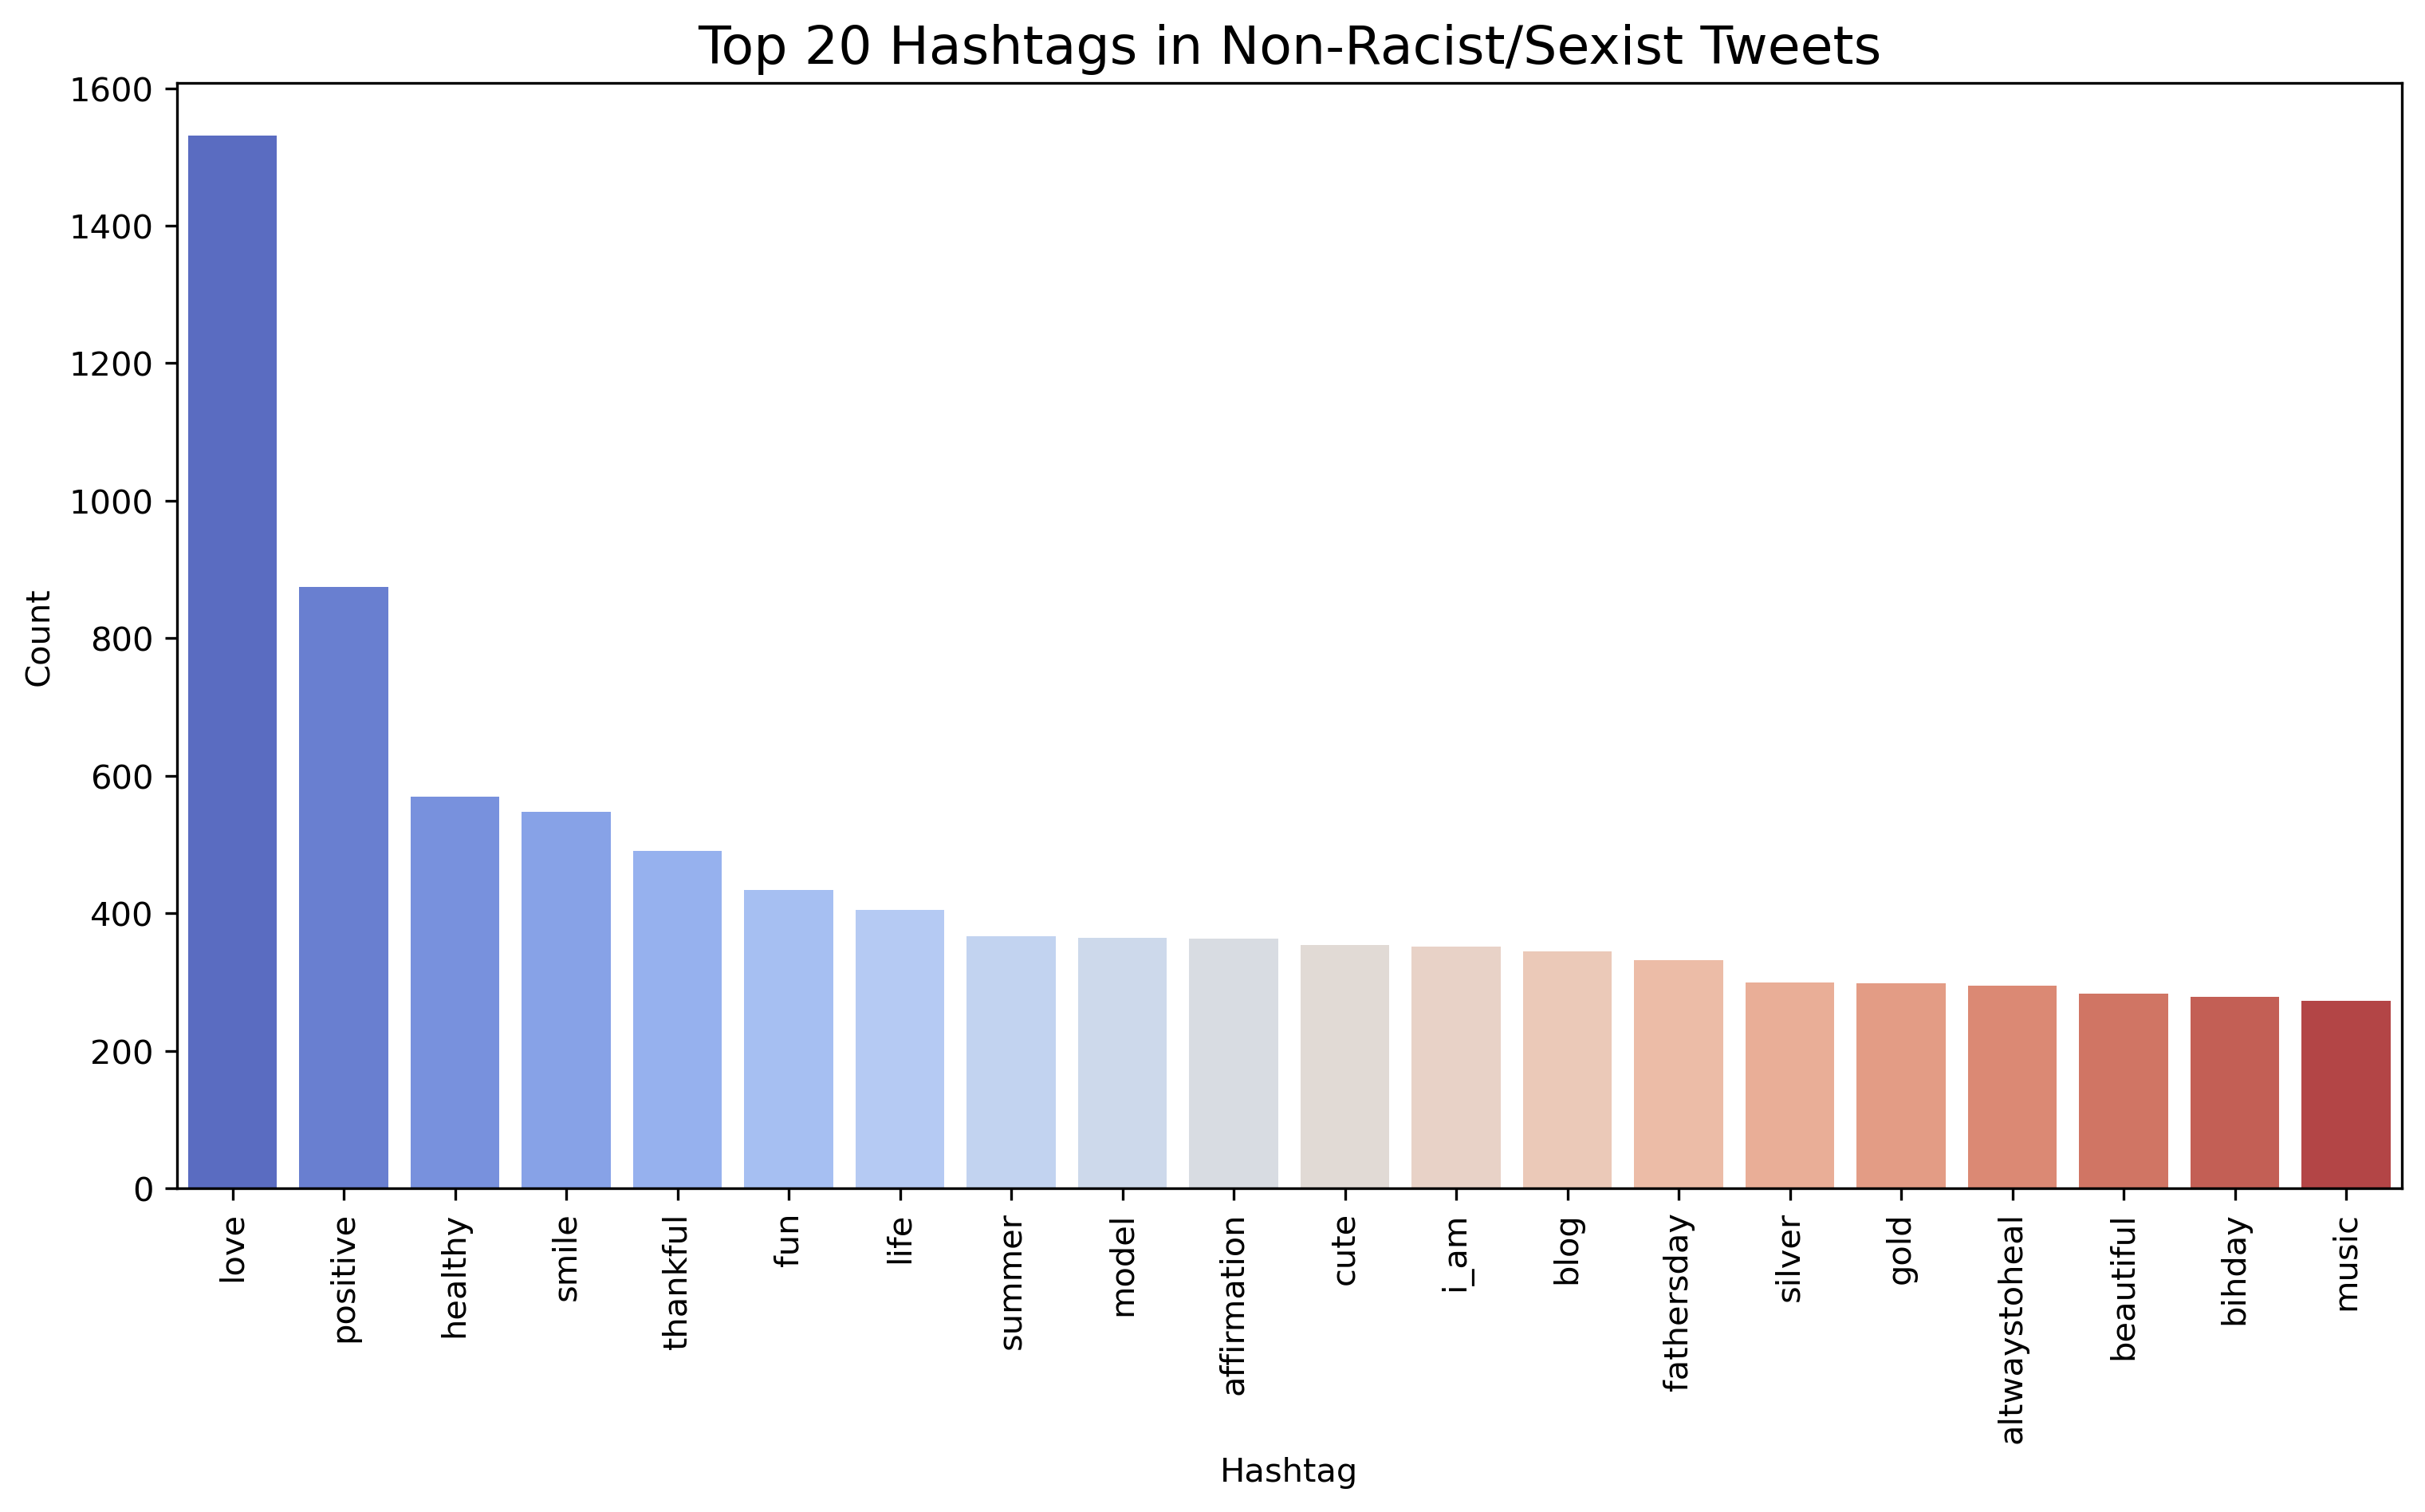 Top 20 Hashtags in Non-Racist/Sexist Tweets
1600
1400
1200
1000
800
600
400
200
0
Count
love
positive
healthy
smile
thankful
fun
life
summer
model
affirmation
cute
i_am
blog
fathersday
silver
gold
altwaystoheal
beautiful
bihday
music
Hashtag